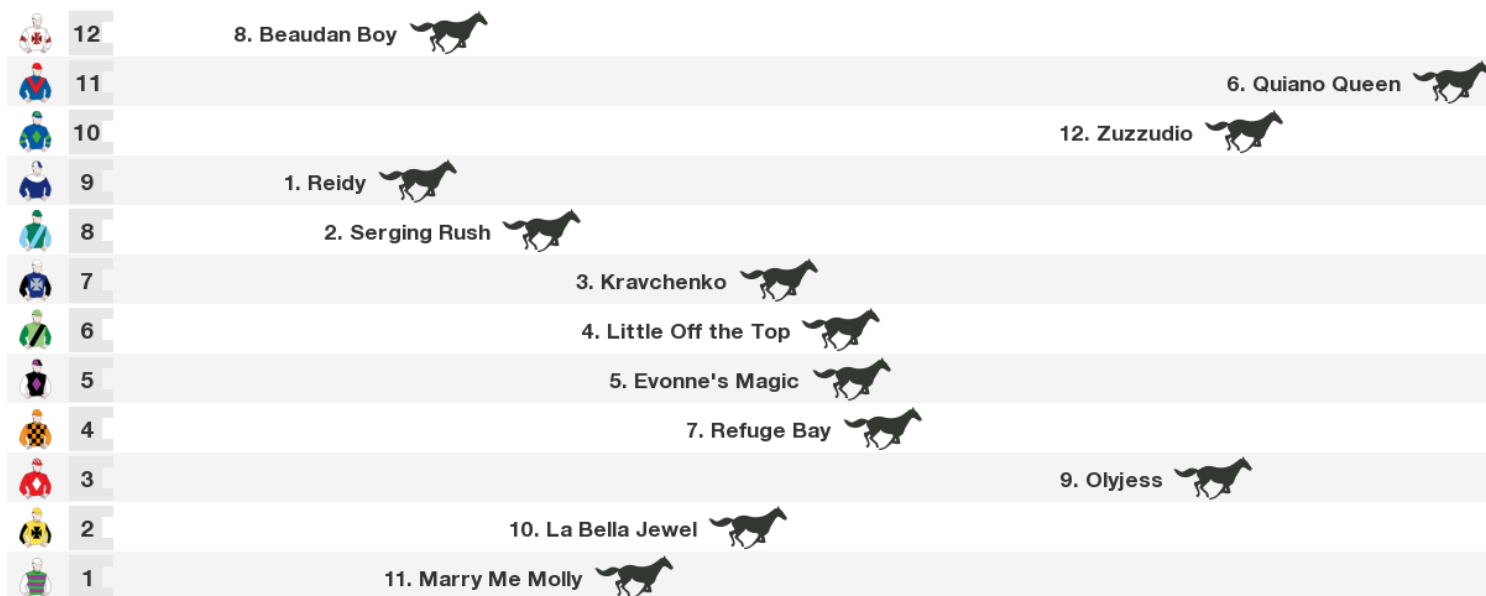 12 8. Beaudan Boy
11 6. Quiano Queen
10 12. Zuzzudio
9 1. Reidy
8 2. Serging Rush
7 3. Kravchenko
6 4. Little Off the Top
5 5. Evonne's Magic
4 7. Refuge Bay
3 9. Olyjess
2 10. La Bella Jewel
1 11. Marry Me Molly